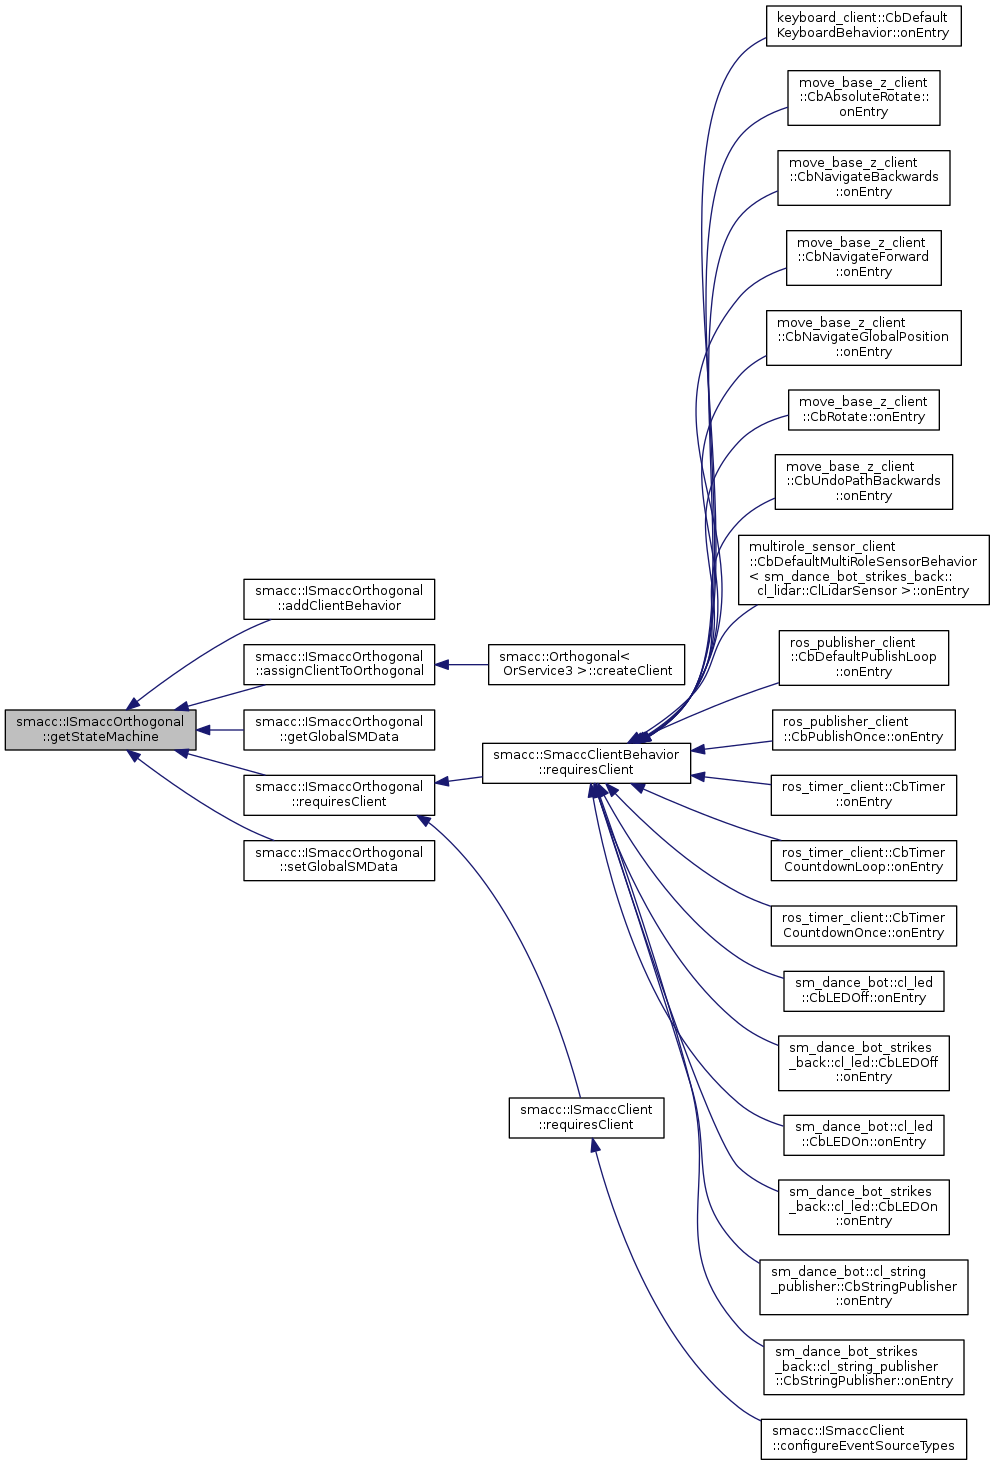 keyboard_client::CbDefault
KeyboardBehavior::onEntry
move_base_z_client
::CbAbsoluteRotate::
onEntry
move_base_z_client
::CbNavigateBackwards
::onEntry
move_base_z_client
::CbNavigateForward
::onEntry
move_base_z_client
::CbNavigateGlobalPosition
::onEntry
move_base_z_client
::CbRotate::onEntry
move_base_z_client
::CbUndoPathBackwards
::onEntry
multirole_sensor_client
::CbDefaultMultiRoleSensorBehavior
< sm_dance_bot_strikes_back::
cl_lidar::ClLidarSensor >::onEntry
smacc::ISmaccOrthogonal
::addClientBehavior
smacc::ISmaccOrthogonal
::assignClientToOrthogonal
smacc::Orthogonal<
OrService3 >::createClient
ros_publisher_client
::CbDefaultPublishLoop
::onEntry
smacc::ISmaccOrthogonal
::getStateMachine
smacc::ISmaccOrthogonal
::getGlobalSMData
ros_publisher_client
::CbPublishOnce::onEntry
smacc::SmaccClientBehavior
::requiresClient
smacc::ISmaccOrthogonal
::requiresClient
ros_timer_client::CbTimer
::onEntry
smacc::ISmaccOrthogonal
::setGlobalSMData
ros_timer_client::CbTimer
CountdownLoop::onEntry
ros_timer_client::CbTimer
CountdownOnce::onEntry
sm_dance_bot::cl_led
::CbLEDOff::onEntry
sm_dance_bot_strikes
_back::cl_led::CbLEDOff
::onEntry
smacc::ISmaccClient
::requiresClient
sm_dance_bot::cl_led
::CbLEDOn::onEntry
sm_dance_bot_strikes
_back::cl_led::CbLEDOn
::onEntry
sm_dance_bot::cl_string
_publisher::CbStringPublisher
::onEntry
sm_dance_bot_strikes
_back::cl_string_publisher
::CbStringPublisher::onEntry
smacc::ISmaccClient
::configureEventSourceTypes